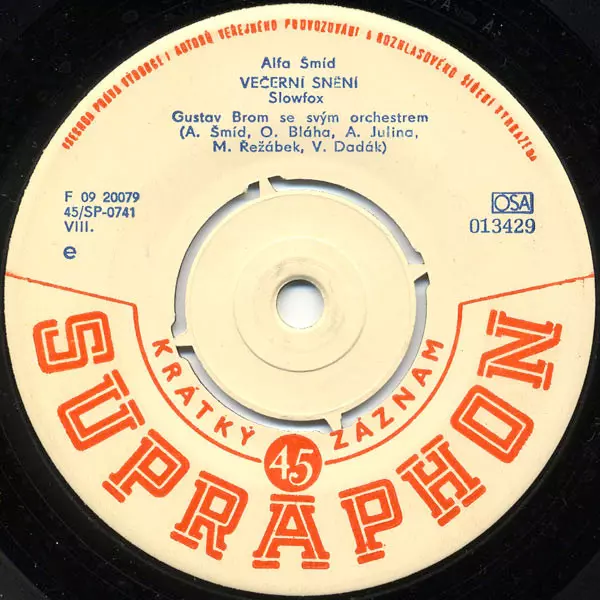 VŠECHNA PRÁVA VÝROBCE I AUTORŮ VEŘEJNÉHO PROVOZOVÁNÍ A ROZHLASOVÉHO ŠÍŘENÍ VYHRAZENA
Alfa Šmíd
VEČERNÍ SNĚNÍ
Slowfox
Gustav Brom se svým orchestrem
(A. Šmíd, O. Bláha, A. Julina,
M. Řežábek, V. Dadák)
F 09 20079
45/SP-0741
VIII.
e
OSA
013429
KRÁTKÝ ZÁZNAM
45
SUPRAPHON